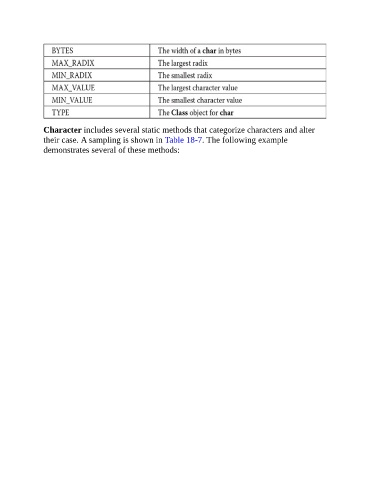 BYTES The width of a char in bytes
MAX_RADIX The largest radix
MIN_RADIX The smallest radix
MAX_VALUE The largest character value
MIN_VALUE The smallest character value
TYPE The Class object for char
Character includes several static methods that categorize characters and alter
their case. A sampling is shown in Table 18-7. The following example
demonstrates several of these methods: